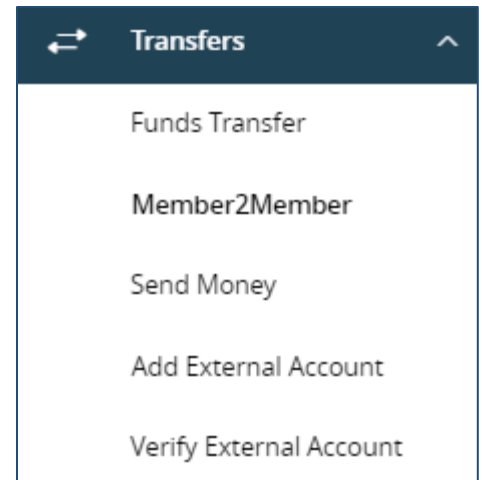 Transfers
Funds Transfer
Member2Member
Send Money
Add External Account
Verify External Account